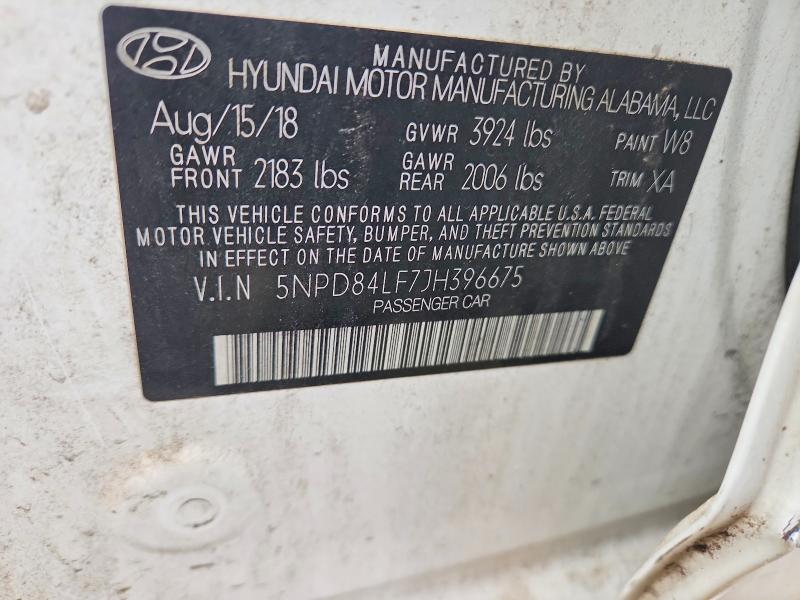 MANUFACTURED BY
HYUNDAI MOTOR MANUFACTURING ALABAMA, LLC
Aug/15/18 GVWR 3924 lbs PAINT W8
GAWR FRONT 2183 lbs GAWR REAR 2006 lbs TRIM XA
THIS VEHICLE CONFORMS TO ALL APPLICABLE U.S.A. FEDERAL
MOTOR VEHICLE SAFETY, BUMPER, AND THEFT PREVENTION STANDARDS
IN EFFECT ON THE DATE OF MANUFACTURE SHOWN ABOVE
V.I.N 5NPD84LF7JH396675
PASSENGER CAR